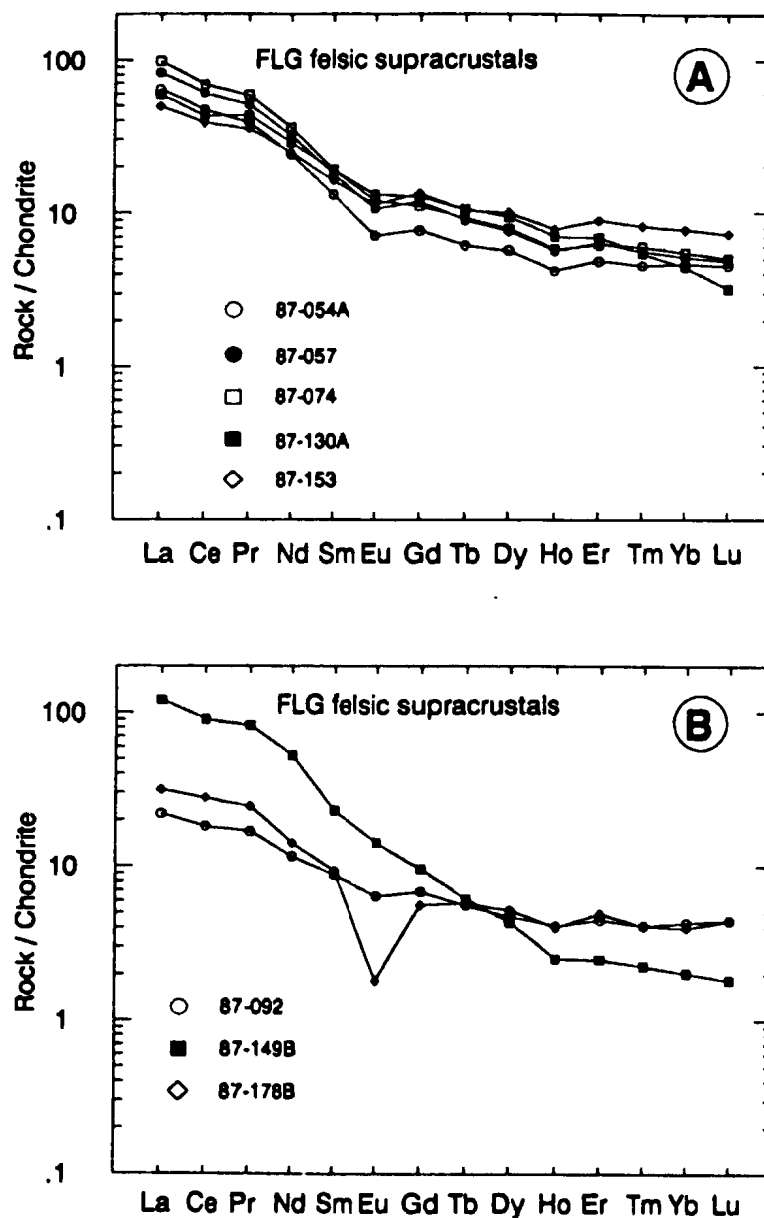 FLG felsic supracrustals
A
Rock / Chondrite
100
10
1
.1
87-054A
87-057
87-074
87-130A
87-153
La Ce Pr Nd Sm Eu Gd Tb Dy Ho Er Tm Yb Lu
FLG felsic supracrustals
B
Rock / Chondrite
100
10
1
.1
87-092
87-149B
87-178B
La Ce Pr Nd Sm Eu Gd Tb Dy Ho Er Tm Yb Lu